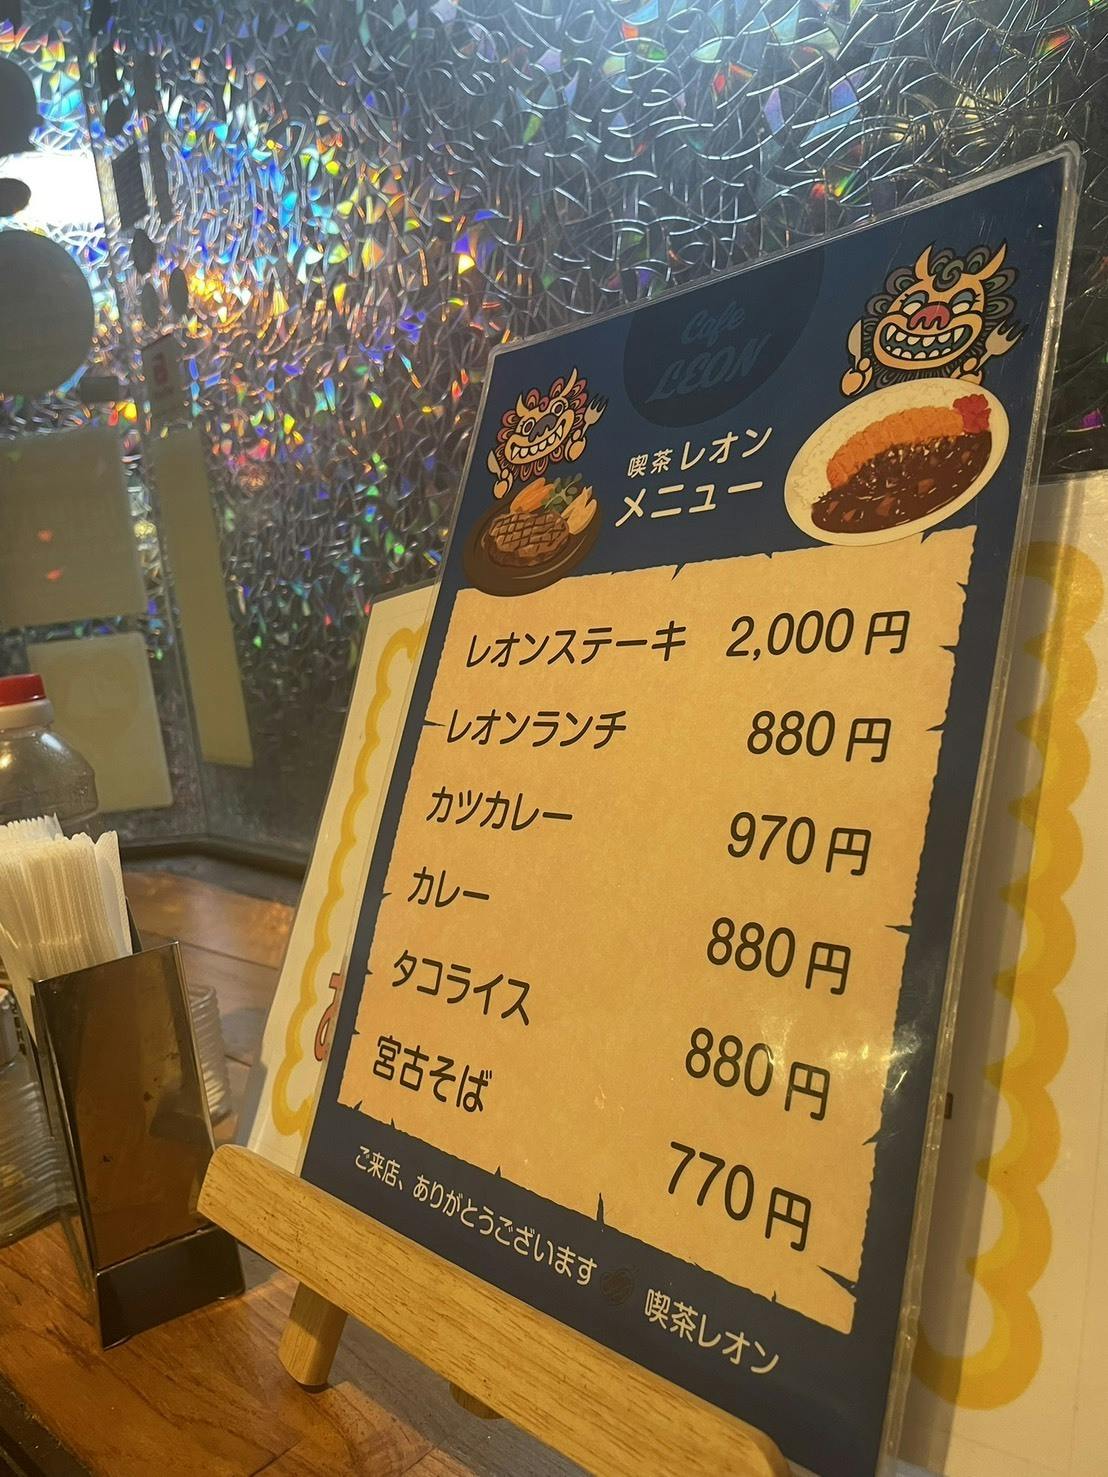 Cafe
LEON
喫茶レオン
メニュー
レオンステーキ 2,000円
レオンランチ 880円
カツカレー 970円
カレー 880円
タコライス 880円
宮古そば 770円
ご来店、ありがとうございます
喫茶レオン